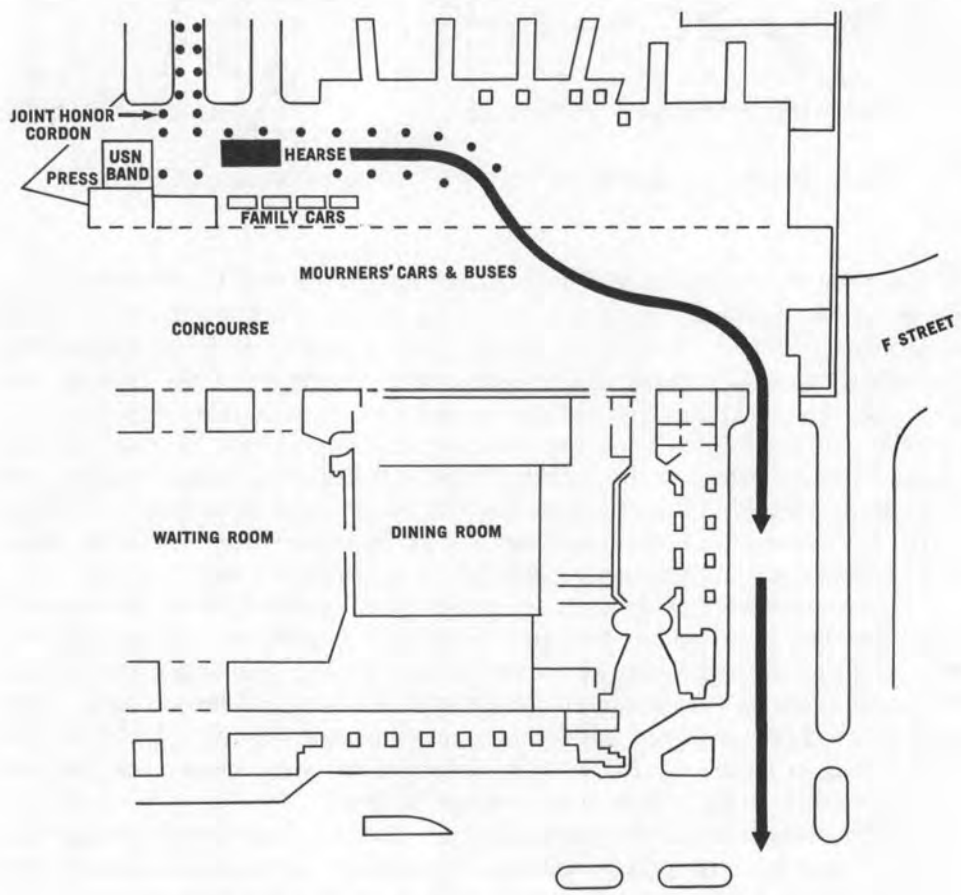 JOINT HONOR
CORDON
USN
BAND
PRESS
HEARSE
FAMILY CARS
MOURNERS' CARS & BUSES
CONCOURSE
F STREET
WAITING ROOM
DINING ROOM